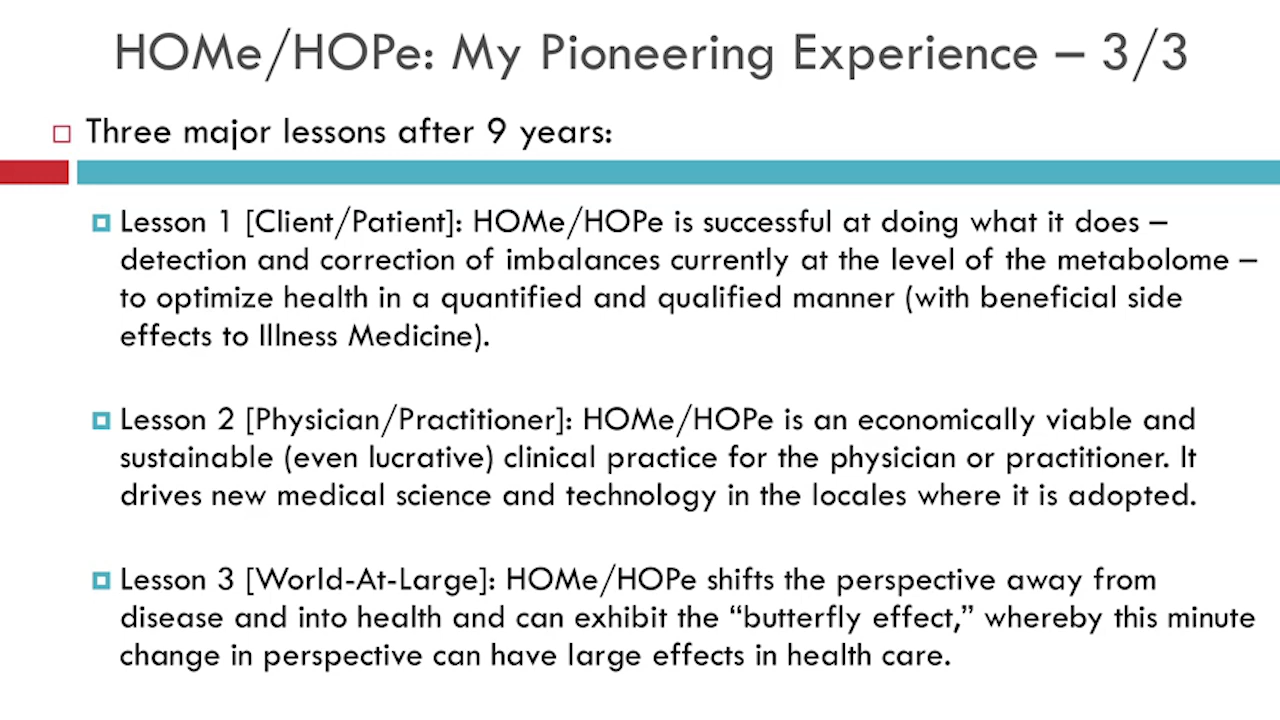 HOMe/HOPe: My Pioneering Experience – 3/3
Three major lessons after 9 years:
Lesson 1 [Client/Patient]: HOMe/HOPe is successful at doing what it does –
detection and correction of imbalances currently at the level of the metabolome –
to optimize health in a quantified and qualified manner (with beneficial side
effects to Illness Medicine).
Lesson 2 [Physician/Practitioner]: HOMe/HOPe is an economically viable and
sustainable (even lucrative) clinical practice for the physician or practitioner. It
drives new medical science and technology in the locales where it is adopted.
Lesson 3 [World-At-Large]: HOMe/HOPe shifts the perspective away from
disease and into health and can exhibit the “butterfly effect,” whereby this minute
change in perspective can have large effects in health care.